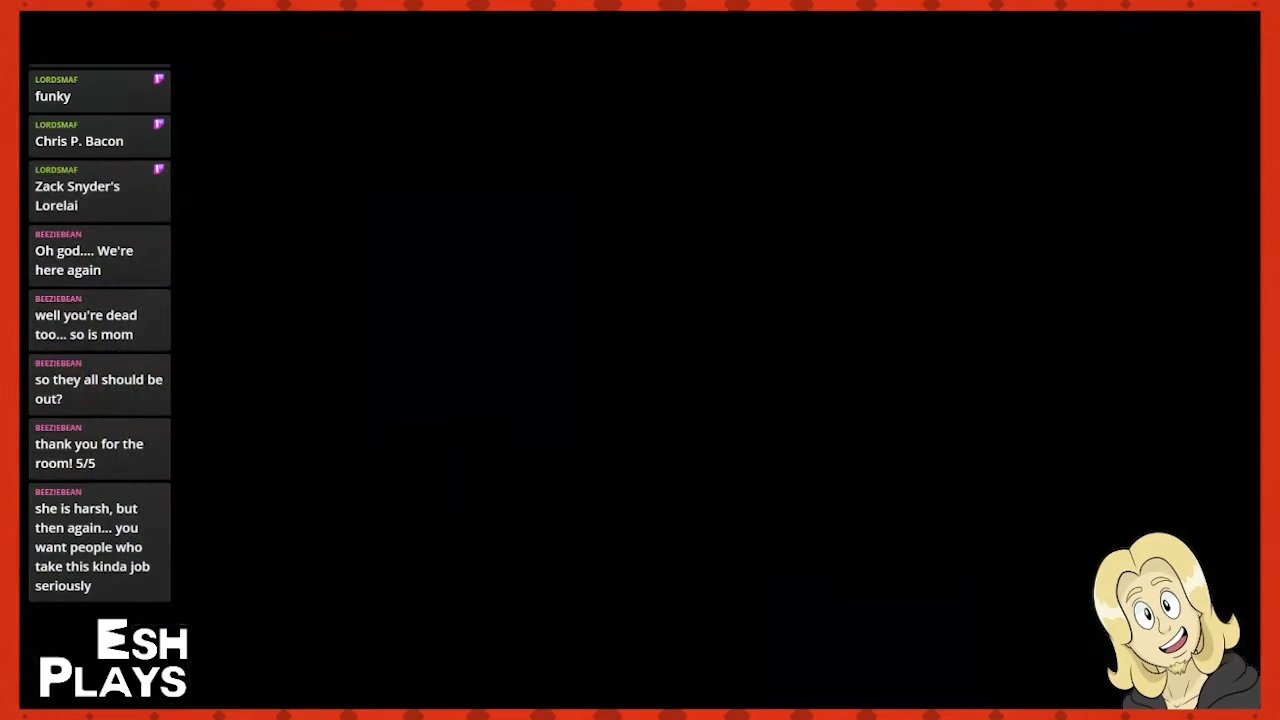 LORDSMAF
funky
LORDSMAF
Chris P. Bacon
LORDSMAF
Zack Snyder's
Lorelai
BEEZIEBEAN
Oh god.... We're
here again
BEEZIEBEAN
well you're dead
too... so is mom
BEEZIEBEAN
so they all should be
out?
BEEZIEBEAN
thank you for the
room! 5/5
BEEZIEBEAN
she is harsh, but
then again... you
want people who
take this kinda job
seriously
ESH
PLAYS